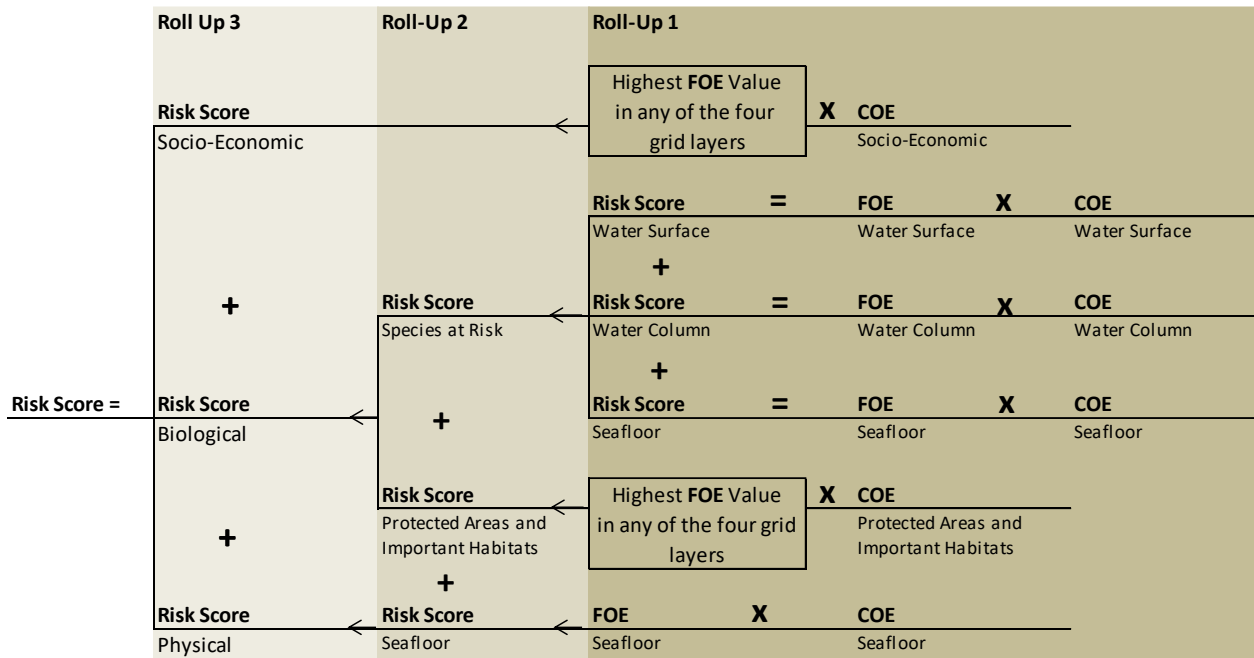 Roll Up 3 Roll-Up 2 Roll-Up 1
Highest FOE Value
in any of the four
grid layers
Risk Score X COE
Socio-Economic Socio-Economic
Risk Score = FOE X COE
Water Surface Water Surface Water Surface
+
+ Risk Score Risk Score = FOE X COE
Species at Risk Water Column Water Column Water Column
+
Risk Score = Risk Score + Risk Score = FOE X COE
Biological Seafloor Seafloor Seafloor
Risk Score Highest FOE Value X COE
Protected Areas and in any of the four grid Protected Areas and
+ Important Habitats layers Important Habitats
+
Risk Score Risk Score FOE X COE
Physical Seafloor Seafloor Seafloor